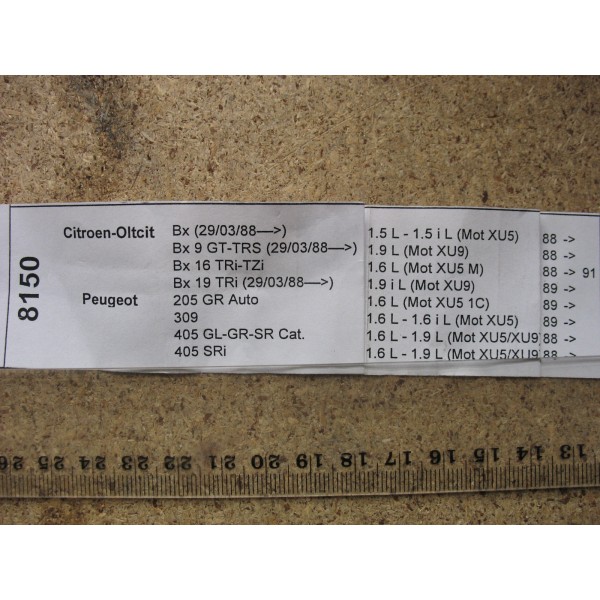 8150
Citroen-Oltcit Bx (29/03/88—>) 1.5 L - 1.5 i L (Mot XU5) 88 ->
Bx 9 GT-TRS (29/03/88—>) 1.9 L (Mot XU9) 88 ->
Bx 16 TRi-TZi 1.6 L (Mot XU5 M) 88 -> 91
Bx 19 TRi (29/03/88—>) 1.9 i L (Mot XU9) 89 ->
Peugeot 205 GR Auto 1.6 L (Mot XU5 1C) 89 ->
309 1.6 L - 1.6 i L (Mot XU5) 89 ->
405 GL-GR-SR Cat. 1.6 L - 1.9 L (Mot XU5/XU9 88 ->
405 SRi 1.6 L - 1.9 L (Mot XU5/XU9 88 ->
13 14 15 16 17 18 19 20 21 22 23 24 25 26